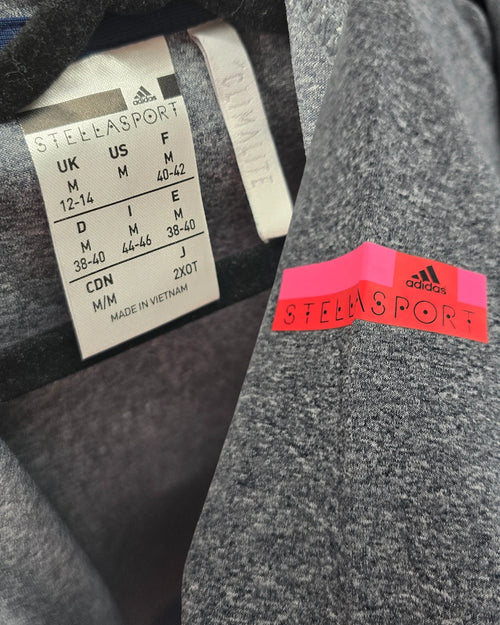 adidas
STELLASPORT
UK US F
M M M
12-14 40-42
D I E
M M M
38-40 44-46 38-40
CDN J
M/M 2XOT
MADE IN VIETNAM
CLIMALITE
adidas
STELLASPORT